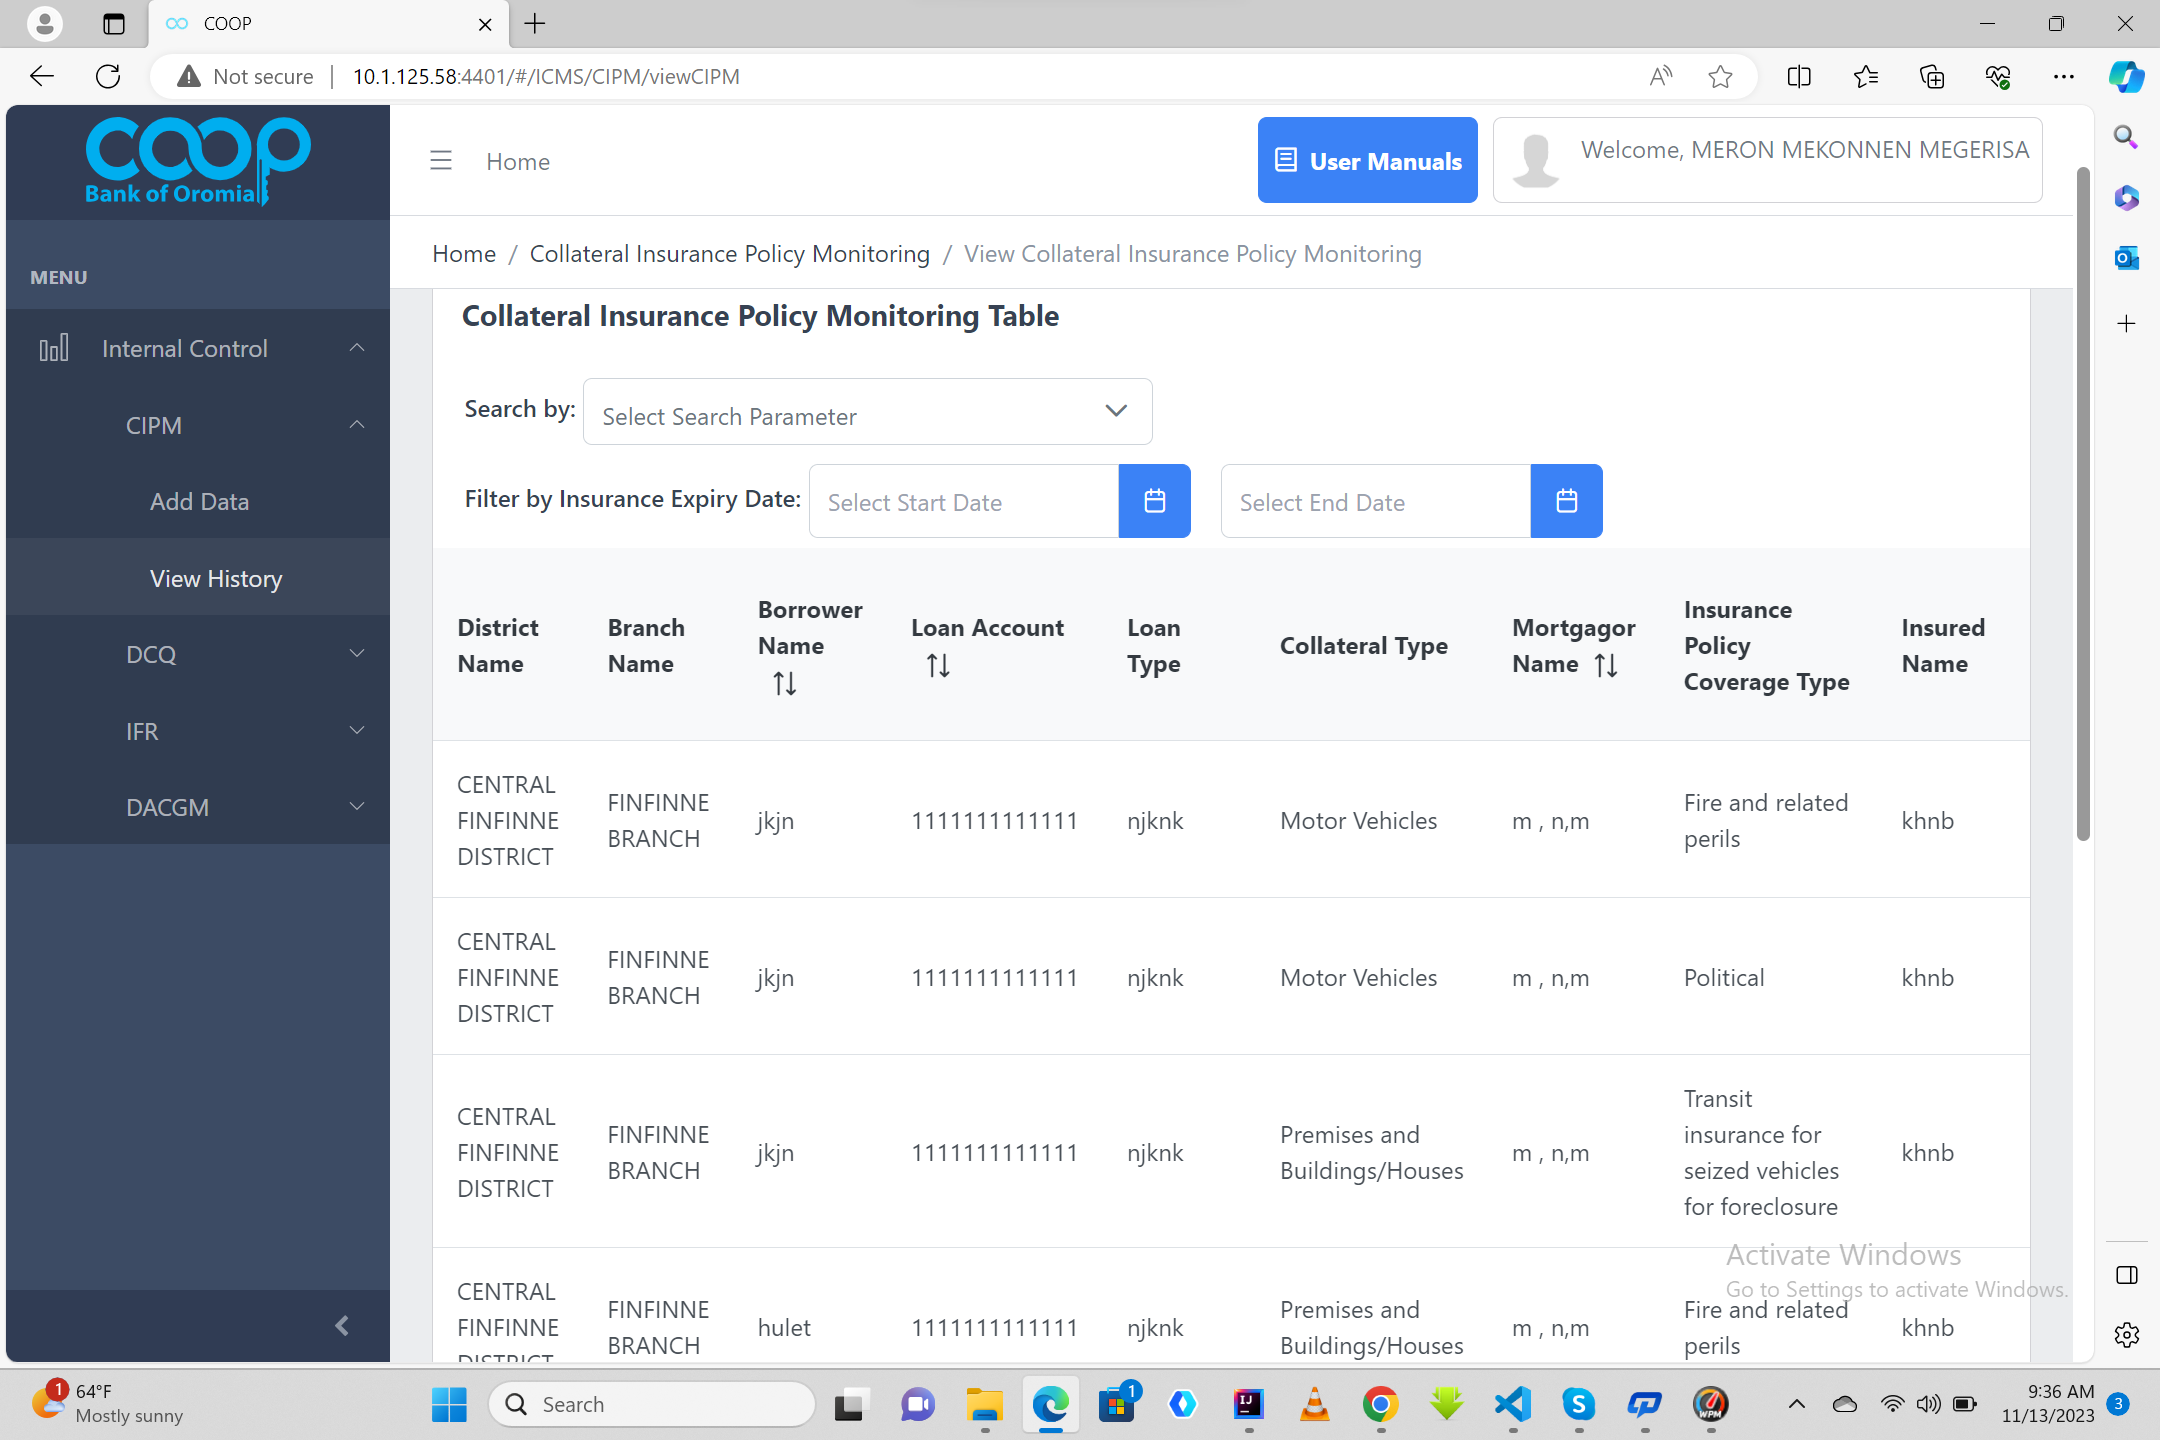 COOP
Not secure
10.1.125.58:4401/#/ICMS/CIPM/viewCIPM
coop
Bank of Oromia
Home
User Manuals
Welcome, MERON MEKONNEN MEGERISA
Home / Collateral Insurance Policy Monitoring / View Collateral Insurance Policy Monitoring
MENU
Internal Control
CIPM
Add Data
View History
DCQ
IFR
DACGM
Collateral Insurance Policy Monitoring Table
Search by: Select Search Parameter
Filter by Insurance Expiry Date: Select Start Date Select End Date
District Name
Branch Name
Borrower Name
Loan Account
Loan Type
Collateral Type
Mortgagor Name
Insurance Policy Coverage Type
Insured Name
CENTRAL FINFINNE DISTRICT
FINFINNE BRANCH
jkjn
1111111111111
njknk
Motor Vehicles
m , n,m
Fire and related perils
khnb
CENTRAL FINFINNE DISTRICT
FINFINNE BRANCH
jkjn
1111111111111
njknk
Motor Vehicles
m , n,m
Political
khnb
CENTRAL FINFINNE DISTRICT
FINFINNE BRANCH
jkjn
1111111111111
njknk
Premises and Buildings/Houses
m , n,m
Transit insurance for seized vehicles for foreclosure
khnb
CENTRAL FINFINNE DISTRICT
FINFINNE BRANCH
hulet
1111111111111
njknk
Premises and Buildings/Houses
m , n,m
Fire and related perils
khnb
Activate Windows
Go to Settings to activate Windows.
1
64°F
Mostly sunny
Search
1
IJ
WPM
9:36 AM
11/13/2023
3